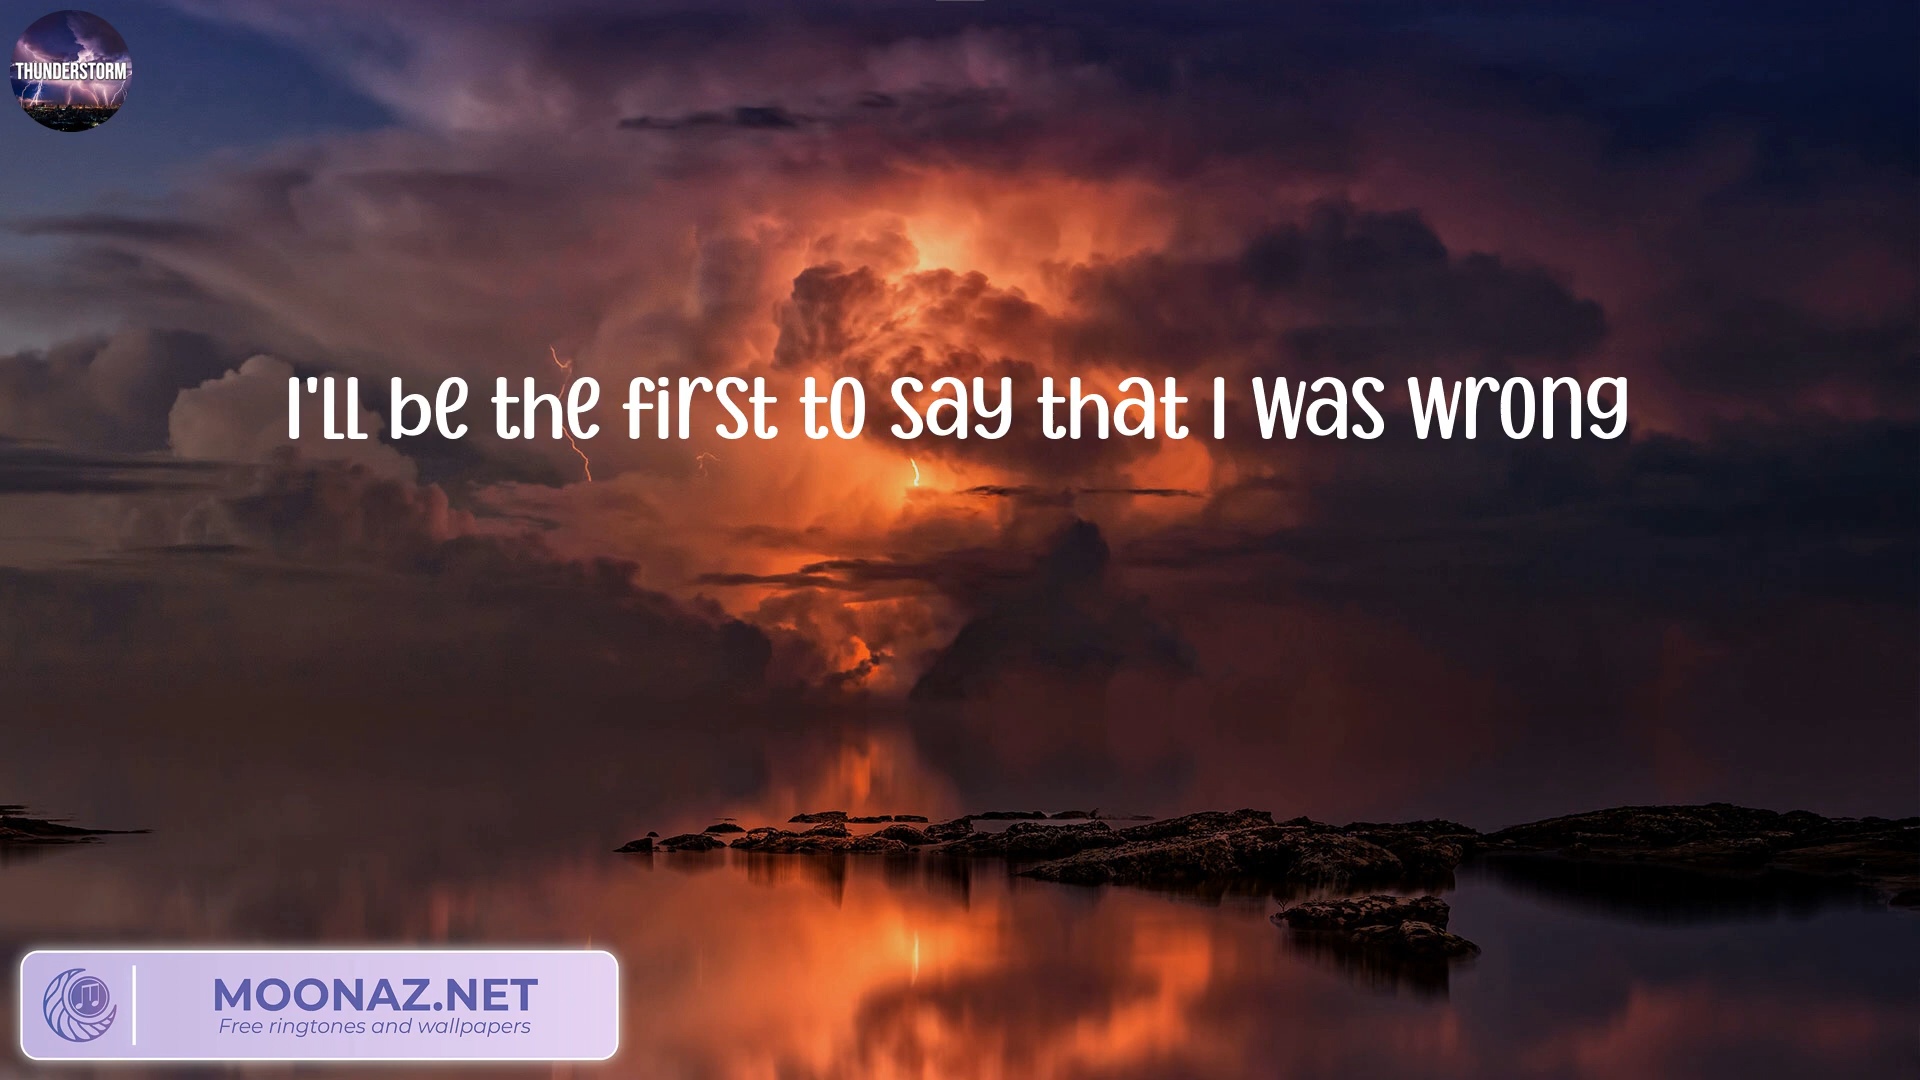 THUNDERSTORM
I'll be the first to say that I was wrong
MOONAZ.NET
Free ringtones and wallpapers